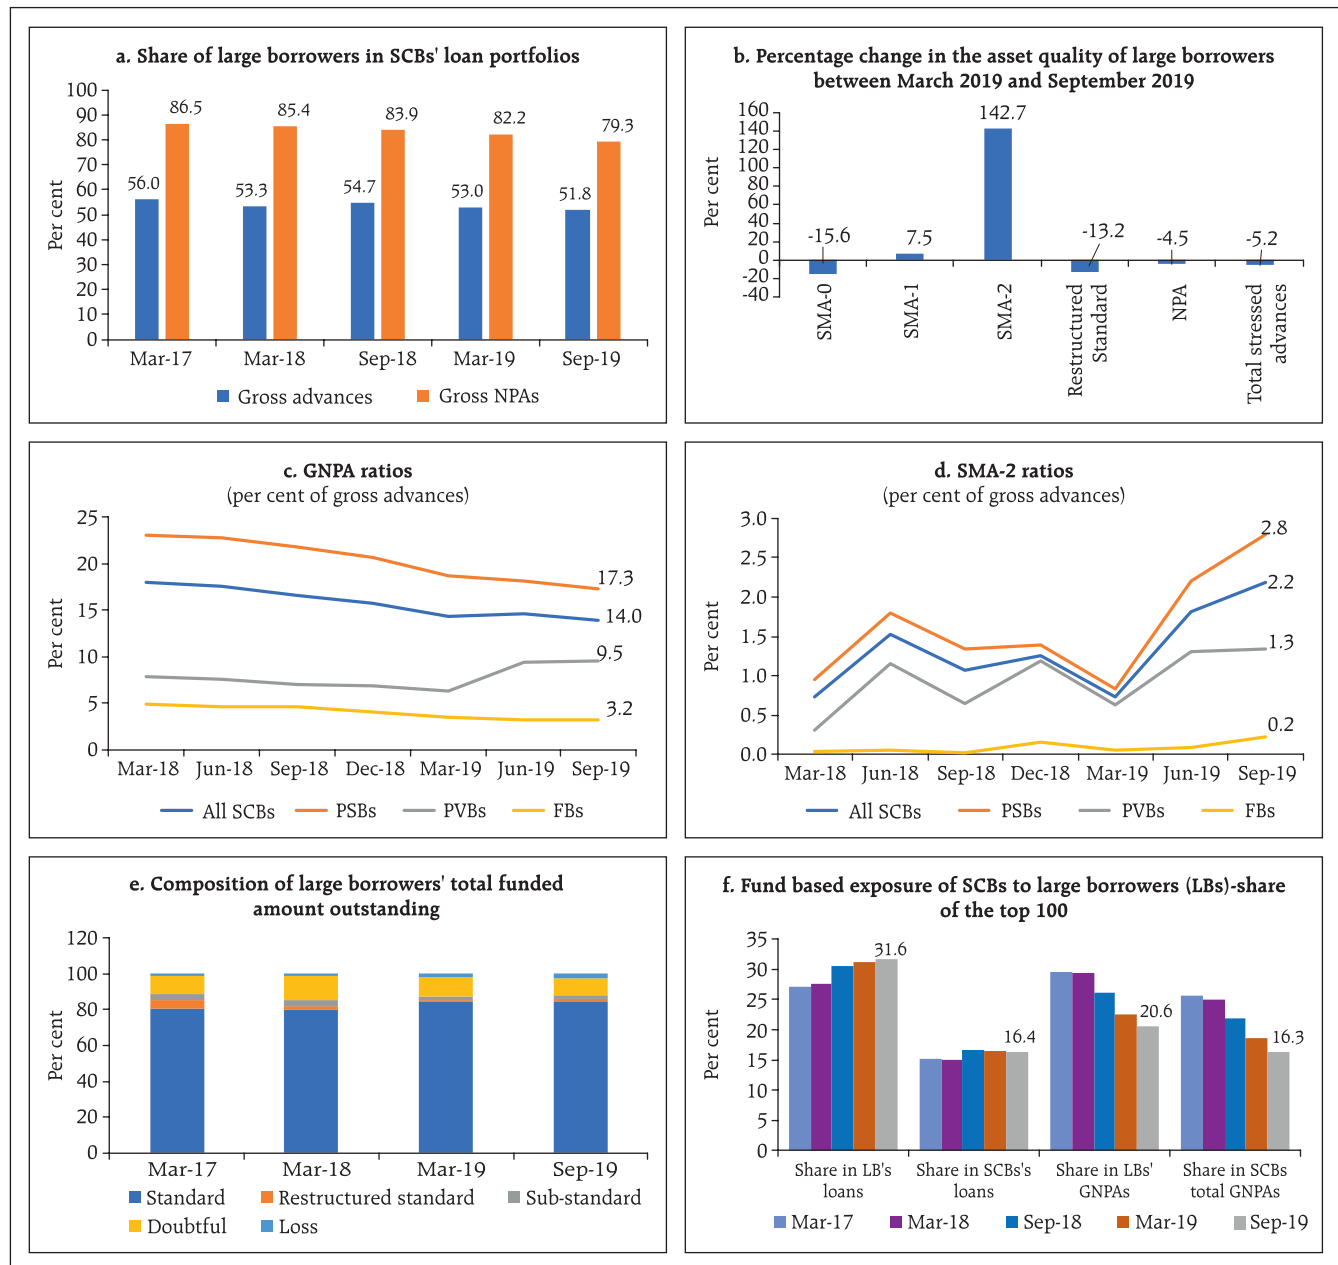 a. Share of large borrowers in SCBs' loan portfolios
Per cent
100
90
80
70
60
50
40
30
20
10
0
56.0
86.5
53.3
85.4
54.7
83.9
53.0
82.2
51.8
79.3
Mar-17
Mar-18
Sep-18
Mar-19
Sep-19
Gross advances
Gross NPAs
b. Percentage change in the asset quality of large borrowers
between March 2019 and September 2019
Per cent
160
140
120
100
80
60
40
20
0
-20
-40
-15.6
7.5
142.7
-13.2
-4.5
-5.2
SMA-0
SMA-1
SMA-2
Restructured
Standard
NPA
Total stressed
advances
c. GNPA ratios
(per cent of gross advances)
Per cent
25
20
15
10
5
0
17.3
14.0
9.5
3.2
Mar-18
Jun-18
Sep-18
Dec-18
Mar-19
Jun-19
Sep-19
All SCBs
PSBs
PVBs
FBs
d. SMA-2 ratios
(per cent of gross advances)
Per cent
3.0
2.5
2.0
1.5
1.0
0.5
0.0
2.8
2.2
1.3
0.2
Mar-18
Jun-18
Sep-18
Dec-18
Mar-19
Jun-19
Sep-19
All SCBs
PSBs
PVBs
FBs
e. Composition of large borrowers' total funded
amount outstanding
Per cent
120
100
80
60
40
20
0
Mar-17
Mar-18
Mar-19
Sep-19
Standard
Restructured standard
Sub-standard
Doubtful
Loss
f. Fund based exposure of SCBs to large borrowers (LBs)-share
of the top 100
Per cent
35
30
25
20
15
10
5
0
31.6
16.4
20.6
16.3
Share in LB's
loans
Share in SCBs's
loans
Share in LBs'
GNPAs
Share in SCBs
total GNPAs
Mar-17
Mar-18
Sep-18
Mar-19
Sep-19